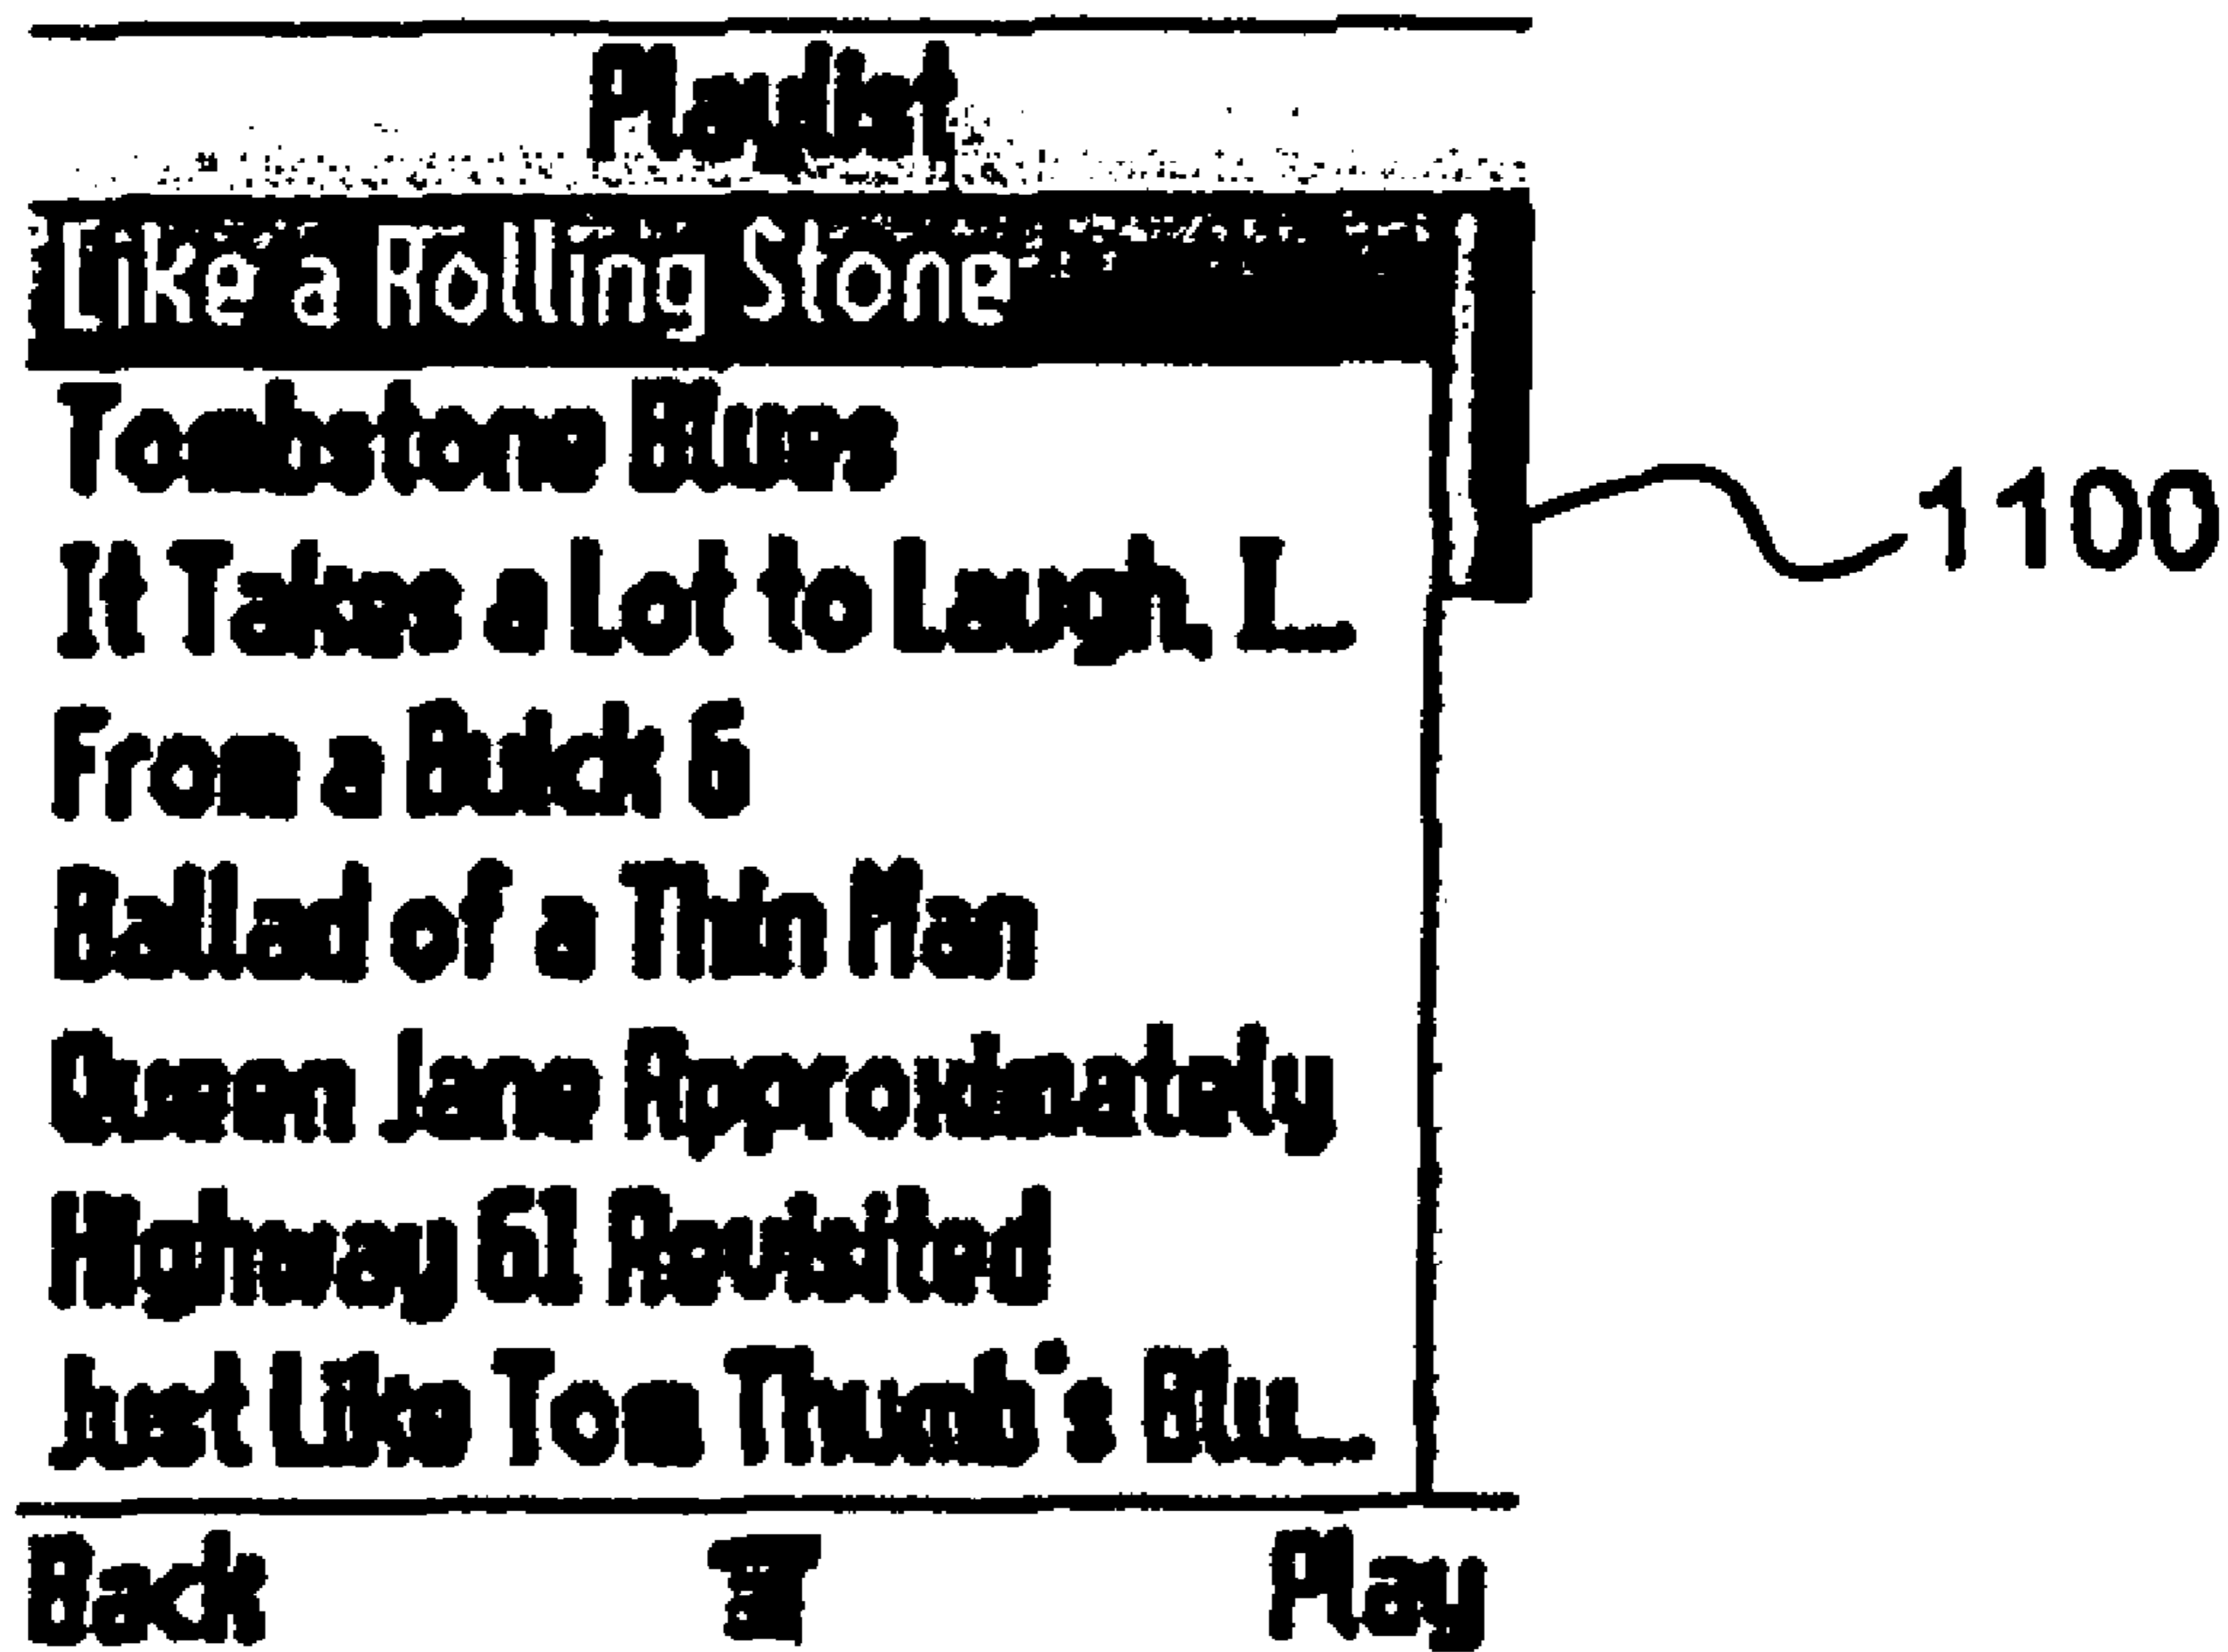 Playlist
Like a Rolling Stone
Tombstone Blues
1100
It Takes a Lot to Laugh, I...
From a Buick 6
Ballad of a Thin Man
Queen Jane Approximately
Highway 61 Revisited
Just Like Tom Thumb's Blu...
Back Play